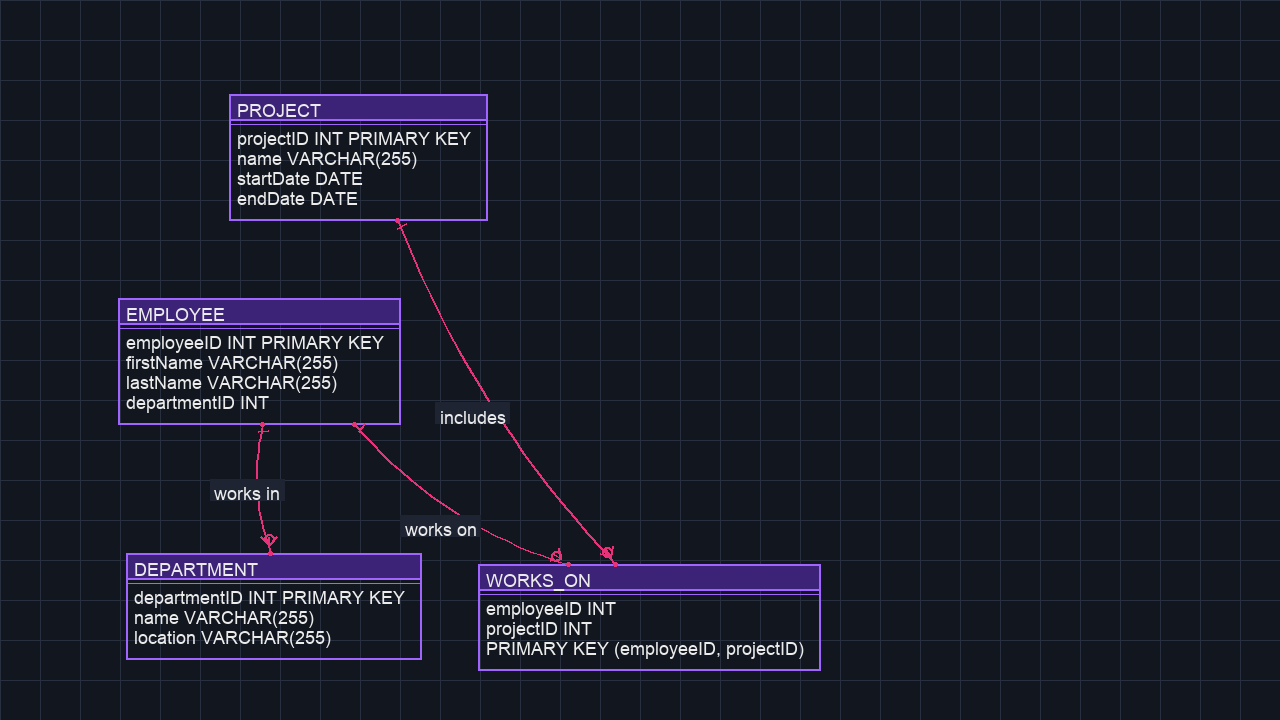 PROJECT
projectID INT PRIMARY KEY
name VARCHAR(255)
startDate DATE
endDate DATE
EMPLOYEE
employeeID INT PRIMARY KEY
firstName VARCHAR(255)
lastName VARCHAR(255)
departmentID INT
includes
works in
works on
DEPARTMENT
departmentID INT PRIMARY KEY
name VARCHAR(255)
location VARCHAR(255)
WORKS_ON
employeeID INT
projectID INT
PRIMARY KEY (employeeID, projectID)